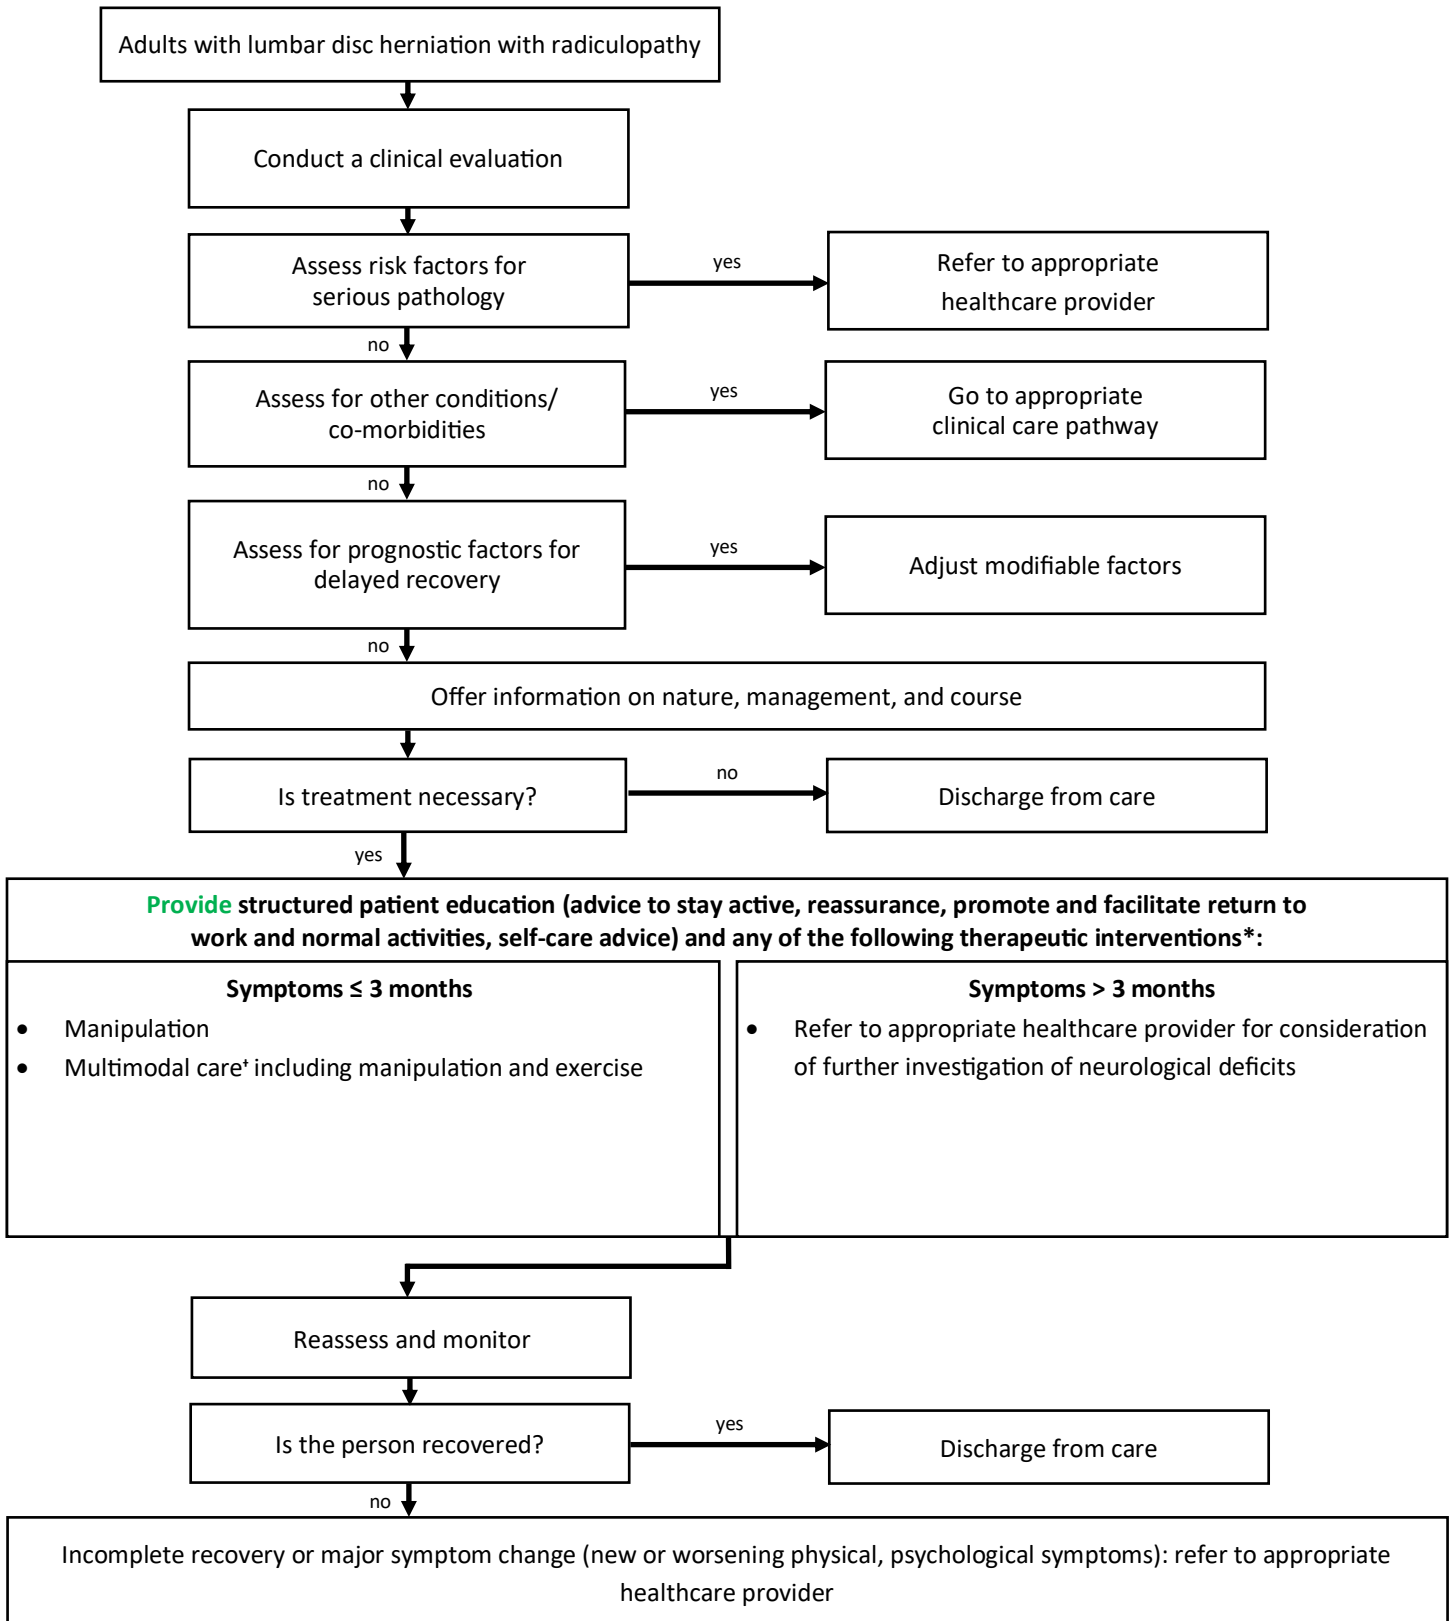 Adults with lumbar disc herniation with radiculopathy
Conduct a clinical evaluation
Assess risk factors for
serious pathology
yes
Refer to appropriate
healthcare provider
no
Assess for other conditions/
co-morbidities
yes
Go to appropriate
clinical care pathway
no
Assess for prognostic factors for
delayed recovery
yes
Adjust modifiable factors
no
Offer information on nature, management, and course
Is treatment necessary?
no
Discharge from care
yes
Provide structured patient education (advice to stay active, reassurance, promote and facilitate return to
work and normal activities, self-care advice) and any of the following therapeutic interventions*:
Symptoms ≤ 3 months
• Manipulation
• Multimodal care† including manipulation and exercise
Symptoms > 3 months
• Refer to appropriate healthcare provider for consideration
of further investigation of neurological deficits
Reassess and monitor
Is the person recovered?
yes
Discharge from care
no
Incomplete recovery or major symptom change (new or worsening physical, psychological symptoms): refer to appropriate
healthcare provider